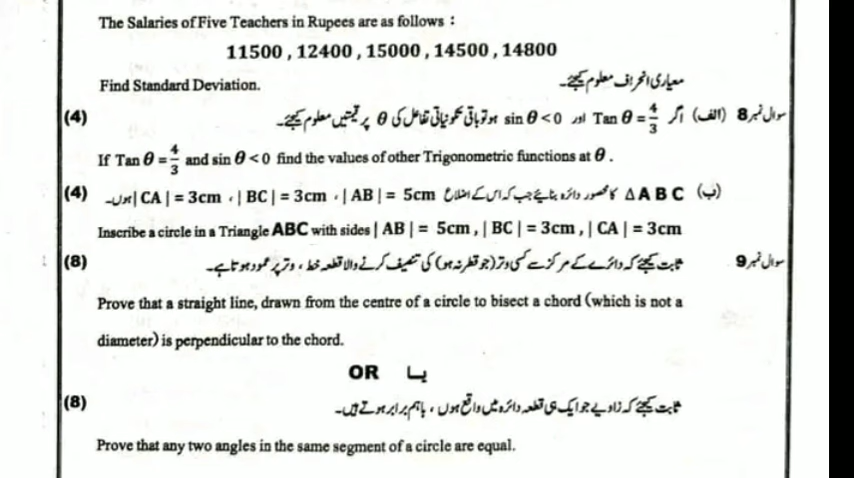 The Salaries of Five Teachers in Rupees are as follows :
11500 , 12400 , 15000 , 14500 , 14800
Find Standard Deviation. معیاری انحراف معلوم کیجئے۔
(4) سوال نمبر 8 (الف) اگر Tan θ = 4/3 اور sin θ < 0 ہو تو باقی تکونیاتی تفاعل کی θ پر قیمتیں معلوم کیجئے۔
If Tan θ = 4/3 and sin θ < 0 find the values of other Trigonometric functions at θ .
(4) (ب) Δ A B C کا محصور دائرہ بنایئے جب کہ اس کے اضلاع | AB | = 5cm ، | BC | = 3cm ، | CA | = 3cm ہوں۔
Inscribe a circle in a Triangle ABC with sides | AB | = 5cm , | BC | = 3cm , | CA | = 3cm
(8) سوال نمبر 9 ثابت کیجئے کہ دائرے کے مرکز سے کسی وتر (جو قطر نہ ہو) کی تنصیف کرنے والا قطعہ خط ، وتر پر عمود ہوتا ہے۔
Prove that a straight line, drawn from the centre of a circle to bisect a chord (which is not a
diameter) is perpendicular to the chord.
OR یا
(8) ثابت کیجئے کہ زاویے جو ایک ہی قطعہ دائرہ میں واقع ہوں ، باہم برابر ہوتے ہیں۔
Prove that any two angles in the same segment of a circle are equal.